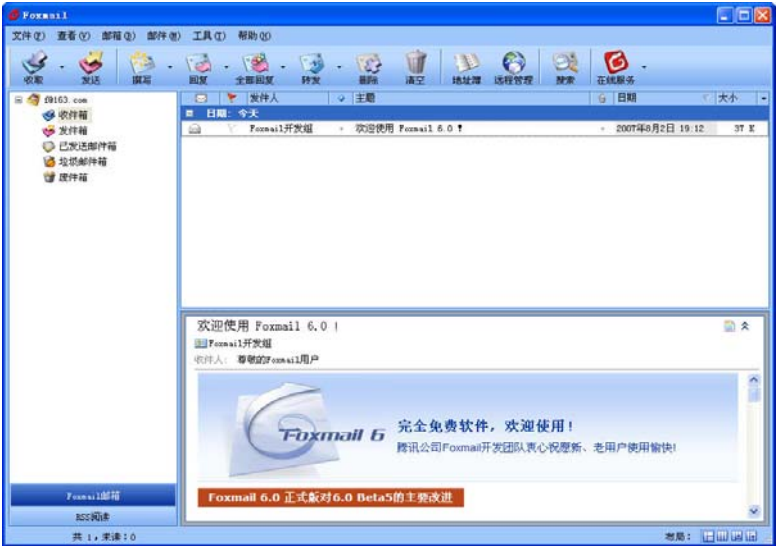 Foxmail
文件(F) 查看(V) 邮箱(B) 邮件(M) 工具(T) 帮助(H)
收取 发送 撰写 回复 全部回复 转发 删除 清空 地址簿 远程管理 搜索 在线服务
f@163.com
收件箱
发件箱
已发送邮件箱
垃圾邮件箱
废件箱
发件人 主题 日期 大小
日期: 今天
Foxmail开发组 欢迎使用 Foxmail 6.0 ! 2007年8月2日 19:12 37 K
欢迎使用 Foxmail 6.0 !
Foxmail开发组
收件人: 尊敬的Foxmail用户
Foxmail 6
完全免费软件，欢迎使用!
腾讯公司Foxmail开发团队衷心祝愿新、老用户使用愉快!
Foxmail 6.0 正式版对6.0 Beta5的主要改进
Foxmail邮箱
RSS阅读
共 1, 未读:0
布局: